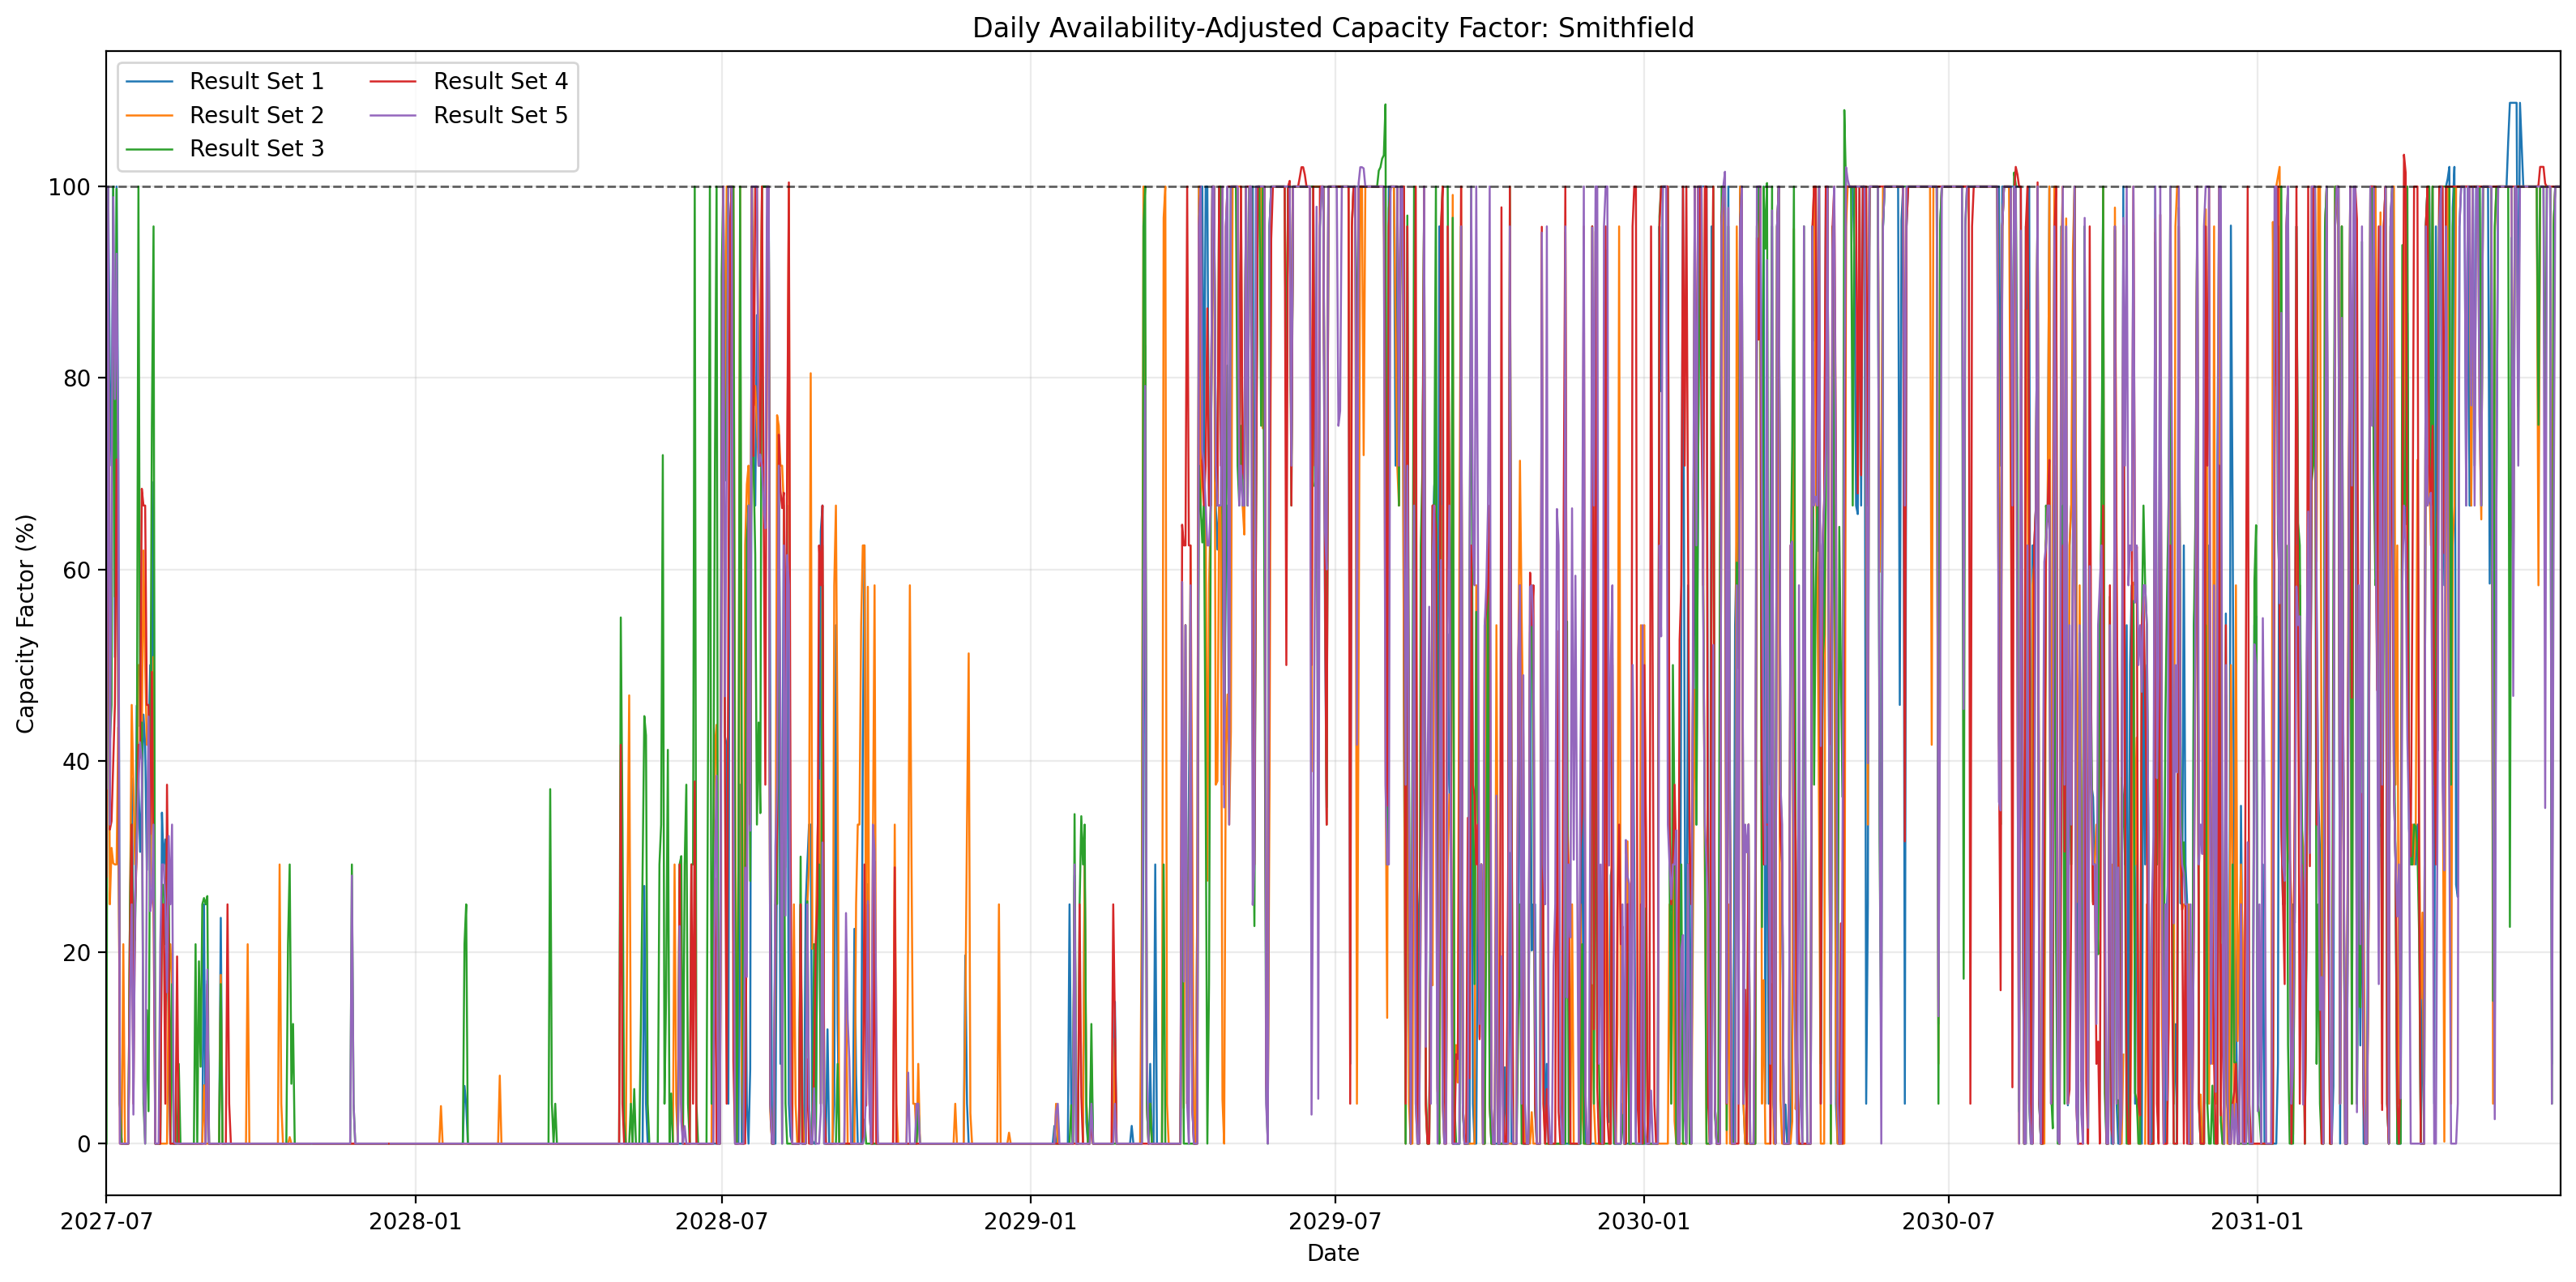 Daily Availability-Adjusted Capacity Factor: Smithfield
Result Set 1
Result Set 2
Result Set 3
Result Set 4
Result Set 5
Capacity Factor (%)
100
80
60
40
20
0
2027-07
2028-01
2028-07
2029-01
2029-07
2030-01
2030-07
2031-01
Date